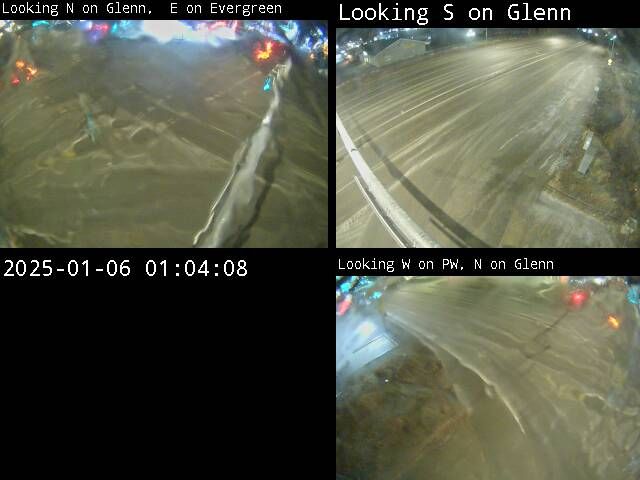 Looking N on Glenn,  E on Evergreen
Looking S on Glenn
2025-01-06 01:04:08
Looking W on PW, N on Glenn